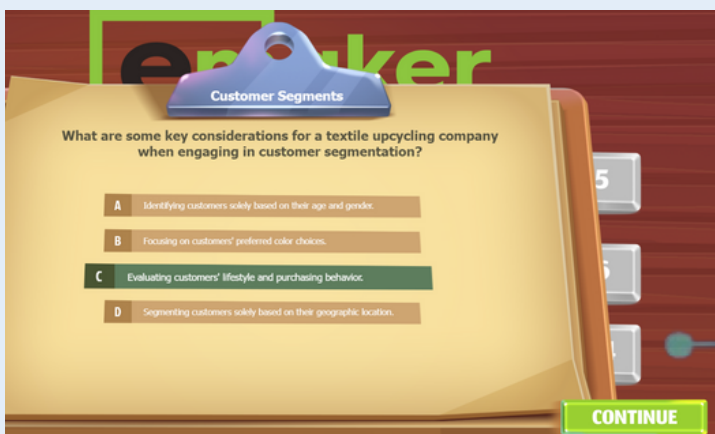 Customer Segments
What are some key considerations for a textile upcycling company
when engaging in customer segmentation?
A Identifying customers solely based on their age and gender.
B Focusing on customers' preferred color choices.
C Evaluating customers' lifestyle and purchasing behavior.
D Segmenting customers solely based on their geographic location.
5
CONTINUE